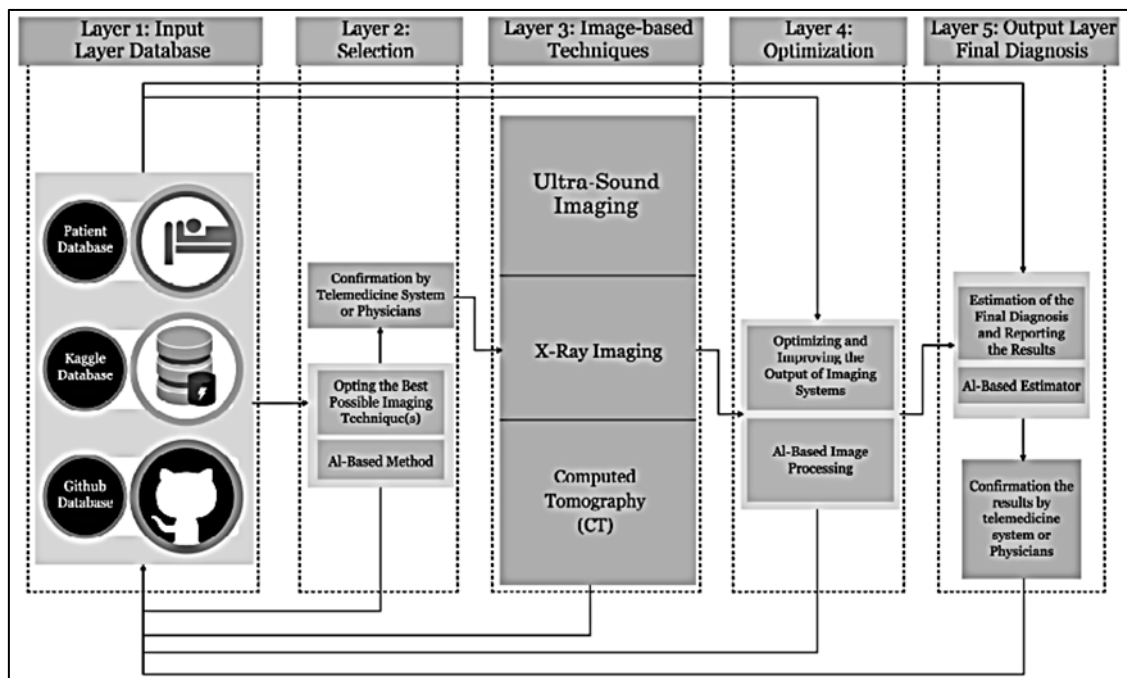 Layer 1: Input
Layer Database
Layer 2:
Selection
Layer 3: Image-based
Techniques
Layer 4:
Optimization
Layer 5: Output Layer
Final Diagnosis
Patient
Database
Kaggle
Database
Github
Database
Confirmation by
Telemedicine System
or Physicians
Opting the Best
Possible Imaging
Technique(s)
AI-Based Method
Ultra-Sound
Imaging
X-Ray Imaging
Computed
Tomography
(CT)
Optimizing and
Improving the
Output of Imaging
Systems
AI-Based Image
Processing
Estimation of the
Final Diagnosis
and Reporting
the Results
AI-Based Estimator
Confirmation the
results by
telemedicine
system or
Physicians